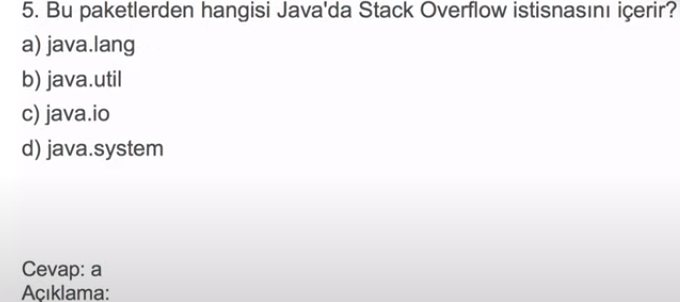 5. Bu paketlerden hangisi Java'da Stack Overflow istisnasını içerir?
a) java.lang
b) java.util
c) java.io
d) java.system
Cevap: a
Açıklama: